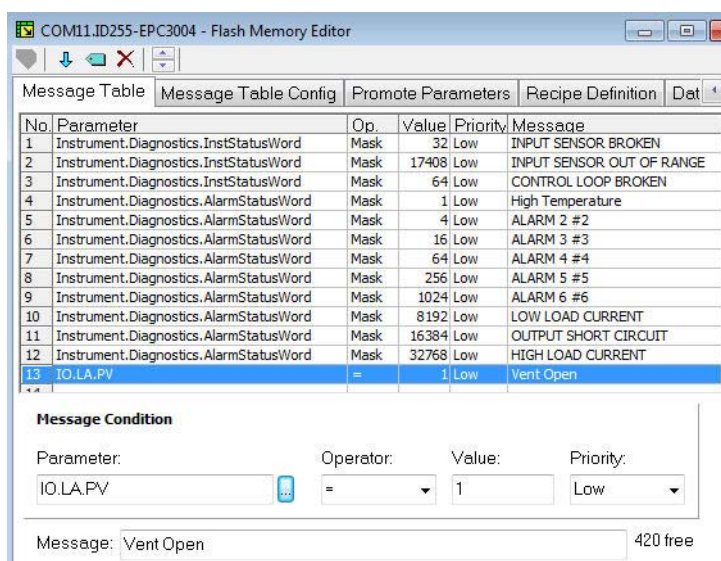 COM11.ID255-EPC3004 - Flash Memory Editor
Message Table Message Table Config Promote Parameters Recipe Definition Dat
No. Parameter Op. Value Priority Message
1 Instrument.Diagnostics.InstStatusWord Mask 32 Low INPUT SENSOR BROKEN
2 Instrument.Diagnostics.InstStatusWord Mask 17408 Low INPUT SENSOR OUT OF RANGE
3 Instrument.Diagnostics.InstStatusWord Mask 64 Low CONTROL LOOP BROKEN
4 Instrument.Diagnostics.AlarmStatusWord Mask 1 Low High Temperature
5 Instrument.Diagnostics.AlarmStatusWord Mask 4 Low ALARM 2 #2
6 Instrument.Diagnostics.AlarmStatusWord Mask 16 Low ALARM 3 #3
7 Instrument.Diagnostics.AlarmStatusWord Mask 64 Low ALARM 4 #4
8 Instrument.Diagnostics.AlarmStatusWord Mask 256 Low ALARM 5 #5
9 Instrument.Diagnostics.AlarmStatusWord Mask 1024 Low ALARM 6 #6
10 Instrument.Diagnostics.AlarmStatusWord Mask 8192 Low LOW LOAD CURRENT
11 Instrument.Diagnostics.AlarmStatusWord Mask 16384 Low OUTPUT SHORT CIRCUIT
12 Instrument.Diagnostics.AlarmStatusWord Mask 32768 Low HIGH LOAD CURRENT
13 IO.LA.PV = 1 Low Vent Open
Message Condition
Parameter: Operator: Value: Priority:
IO.LA.PV ... = 1 Low
Message: Vent Open 420 free